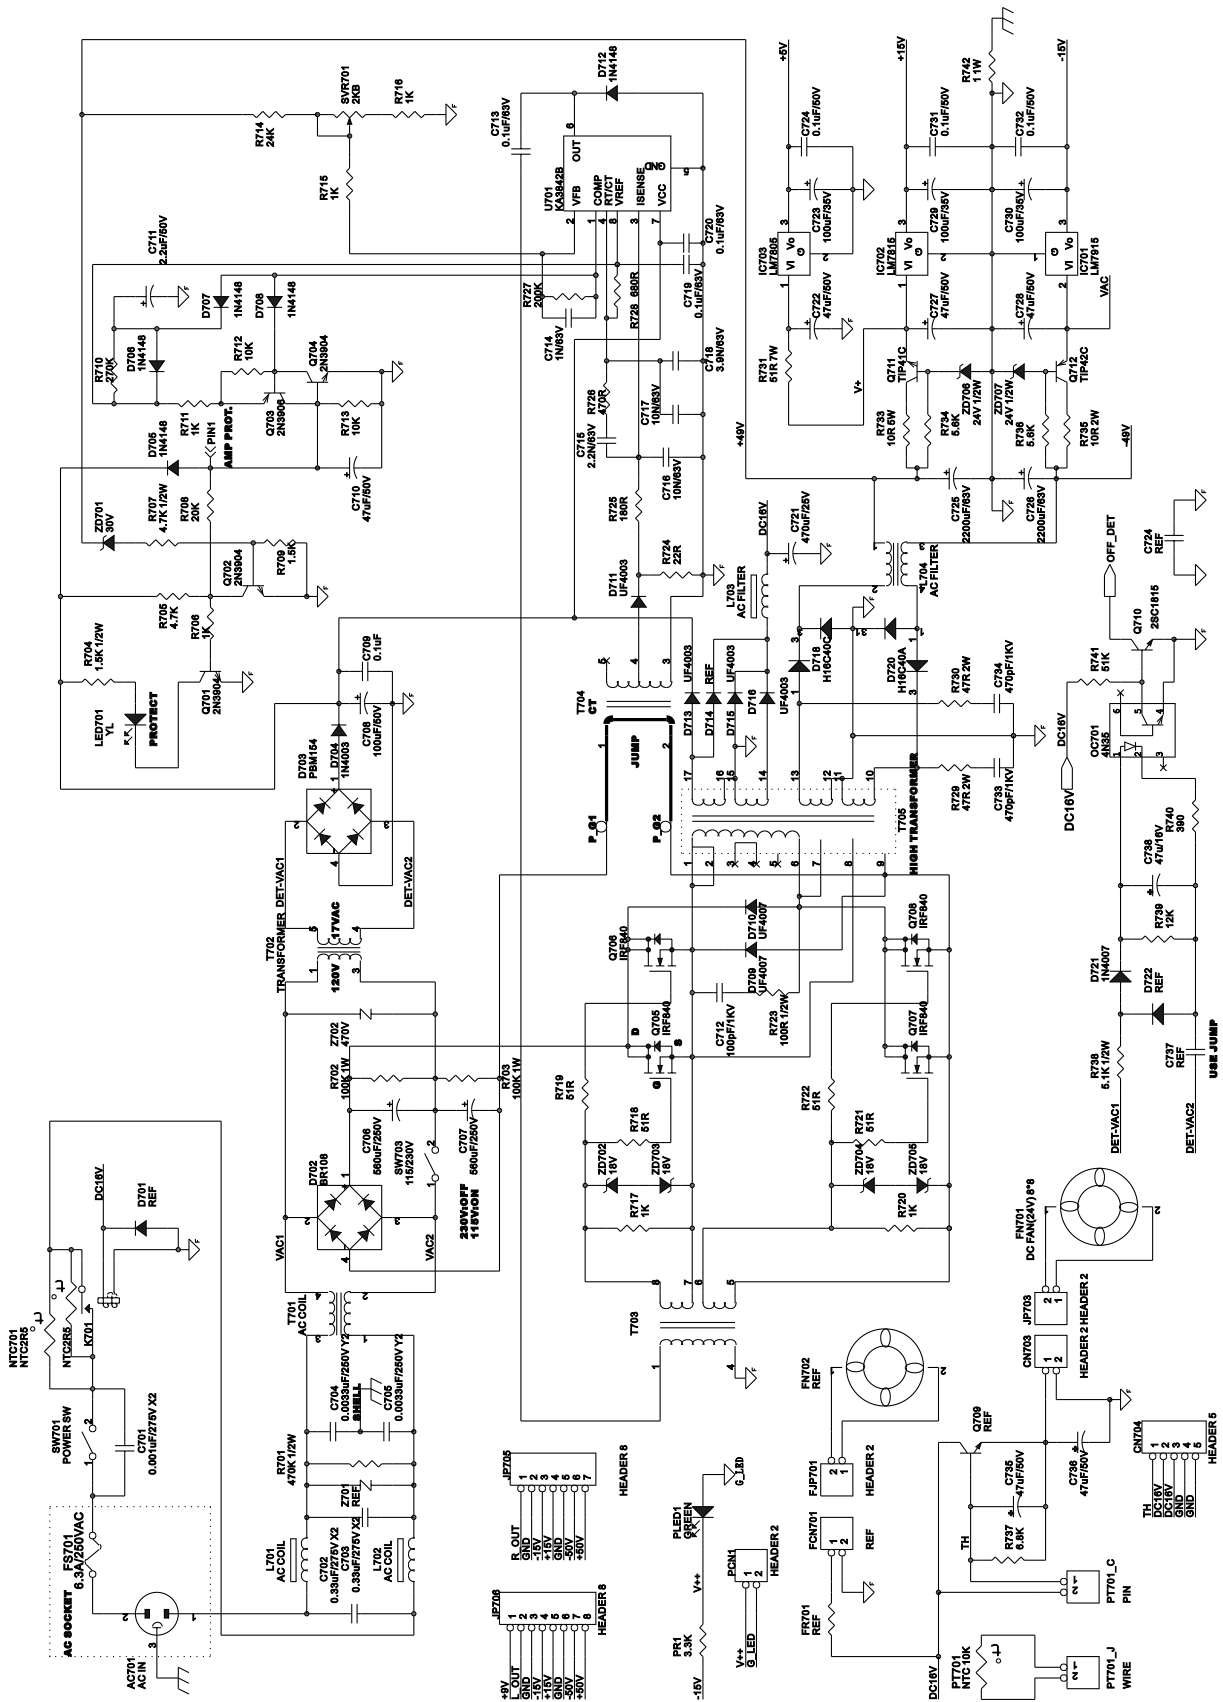 AC SOCKET
FS701
6.3A/250VAC
AC701
AC IN
1
2
3
SW701
POWER SW
1
2
C701
0.001uF/275V X2
NTC701
NTC2R5
NTC2R5
K701
D701
REF
DC16V
L701
AC COIL
L702
AC COIL
C702
0.33uF/275V X2
C703
0.33uF/275V X2
Z701
REF
R701
470K 1/2W
C704
0.0033uF/250V Y2
SHELL
C705
0.0033uF/250V Y2
T701
AC COIL
VAC1
VAC2
D702
BR106
230V:OFF
115V:ON
SW703
115/230V
C706
560uF/250V
C707
560uF/250V
R702
100K 1W
R703
100K 1W
Z702
470V
T702
TRANSFORMER
120V
17VAC
DET-VAC1
DET-VAC2
D703
PBM154
D704
1N4003
C708
100uF/50V
C709
0.1uF
LED701
YL
PROTECT
R704
1.5K 1/2W
Q701
2N3904
R705
4.7K
R706
1K
Q702
2N3904
ZD701
30V
R707
4.7K 1/2W
R708
20K
R709
1.5K
D705
1N4148
PIN1
AMP PROT.
C710
47uF/50V
R710
270K
D706
1N4148
R711
1K
R712
10K
Q703
2N3906
Q704
2N3904
R713
10K
C711
2.2uF/50V
D707
1N4148
D708
1N4148
R714
24K
SVR701
2KB
R716
1K
R715
1K
C713
0.1uF/63V
D712
1N4148
U701
KA3842B
OUT
GND
VFB
COMP
RT/CT
VREF
ISENSE
VCC
R727
200K
C714
1N/63V
R728 680R
C719
0.1uF/63V
C720
0.1uF/63V
R726
470R
C715
2.2N/63V
C717
10N/63V
C718
3.9N/63V
C716
10N/63V
R725
180R
R724
22R
D711
UF4003
T704
CT
JUMP
P_G1
P_G2
D713
UF4003
D714
REF
D715
UF4003
D716
UF4003
L703
AC FILTER
DC16V
C721
470uF/25V
D718
H16C40C
D720
H16C40A
L704
AC FILTER
R730
47R 2W
C734
470pF/1KV
R729
47R 2W
C733
470pF/1KV
T705
HIGH TRANSFORMER
Q706
IRF840
Q705
IRF840
D
G
S
D710
UF4007
D709
UF4007
C712
100pF/1KV
R723
100R 1/2W
Q708
IRF840
Q707
IRF840
R719
51R
R718
51R
ZD702
18V
ZD703
18V
R717
1K
R722
51R
R721
51R
ZD704
18V
ZD705
18V
R720
1K
T703
+49V
-49V
C725
2200uF/63V
C726
2200uF/63V
R733
10R 5W
R734
5.6K
R736
5.6K
R735
10R 2W
Q711
TIP41C
ZD706
24V 1/2W
ZD707
24V 1/2W
Q712
TIP42C
V+
R731
51R 7W
C722
47uF/50V
C727
47uF/50V
C728
47uF/50V
VAC
IC703
LM7805
VI
Vo
G
IC702
LM7815
VI
Vo
G
IC701
LM7915
VI
Vo
G
C723
100uF/35V
C729
100uF/35V
C730
100uF/35V
C724
0.1uF/50V
C731
0.1uF/50V
C732
0.1uF/50V
R742
1 1W
+5V
+15V
-15V
OFF_DET
C724
REF
Q710
2SC1815
R741
51K
DC16V
DC16V
OC701
4N35
C738
47u/16V
R740
390
R739
12K
D721
1N4007
D722
REF
R738
5.1K 1/2W
C737
REF
USE JUMP
DET-VAC1
DET-VAC2
FN701
DC FAN(24V) 8*8
JP703
HEADER 2
CN703
HEADER 2
FN702
REF
FJP701
HEADER 2
FCN701
REF
FR701
REF
DC16V
Q709
REF
C735
47uF/50V
C736
47uF/50V
R737
6.8K
TH
PT701_C
PIN
PT701
NTC 10K
PT701_J
WIRE
CN704
HEADER 5
TH
DC16V
DC16V
GND
GND
JP705
HEADER 8
R_OUT
GND
-15V
+15V
GND
-50V
+50V
JP706
HEADER 8
+9V
L_OUT
GND
-15V
+15V
GND
-50V
+50V
PLED1
GREEN
G_LED
V++
PR1
3.3K
-15V
PCN1
HEADER 2
V++
G_LED